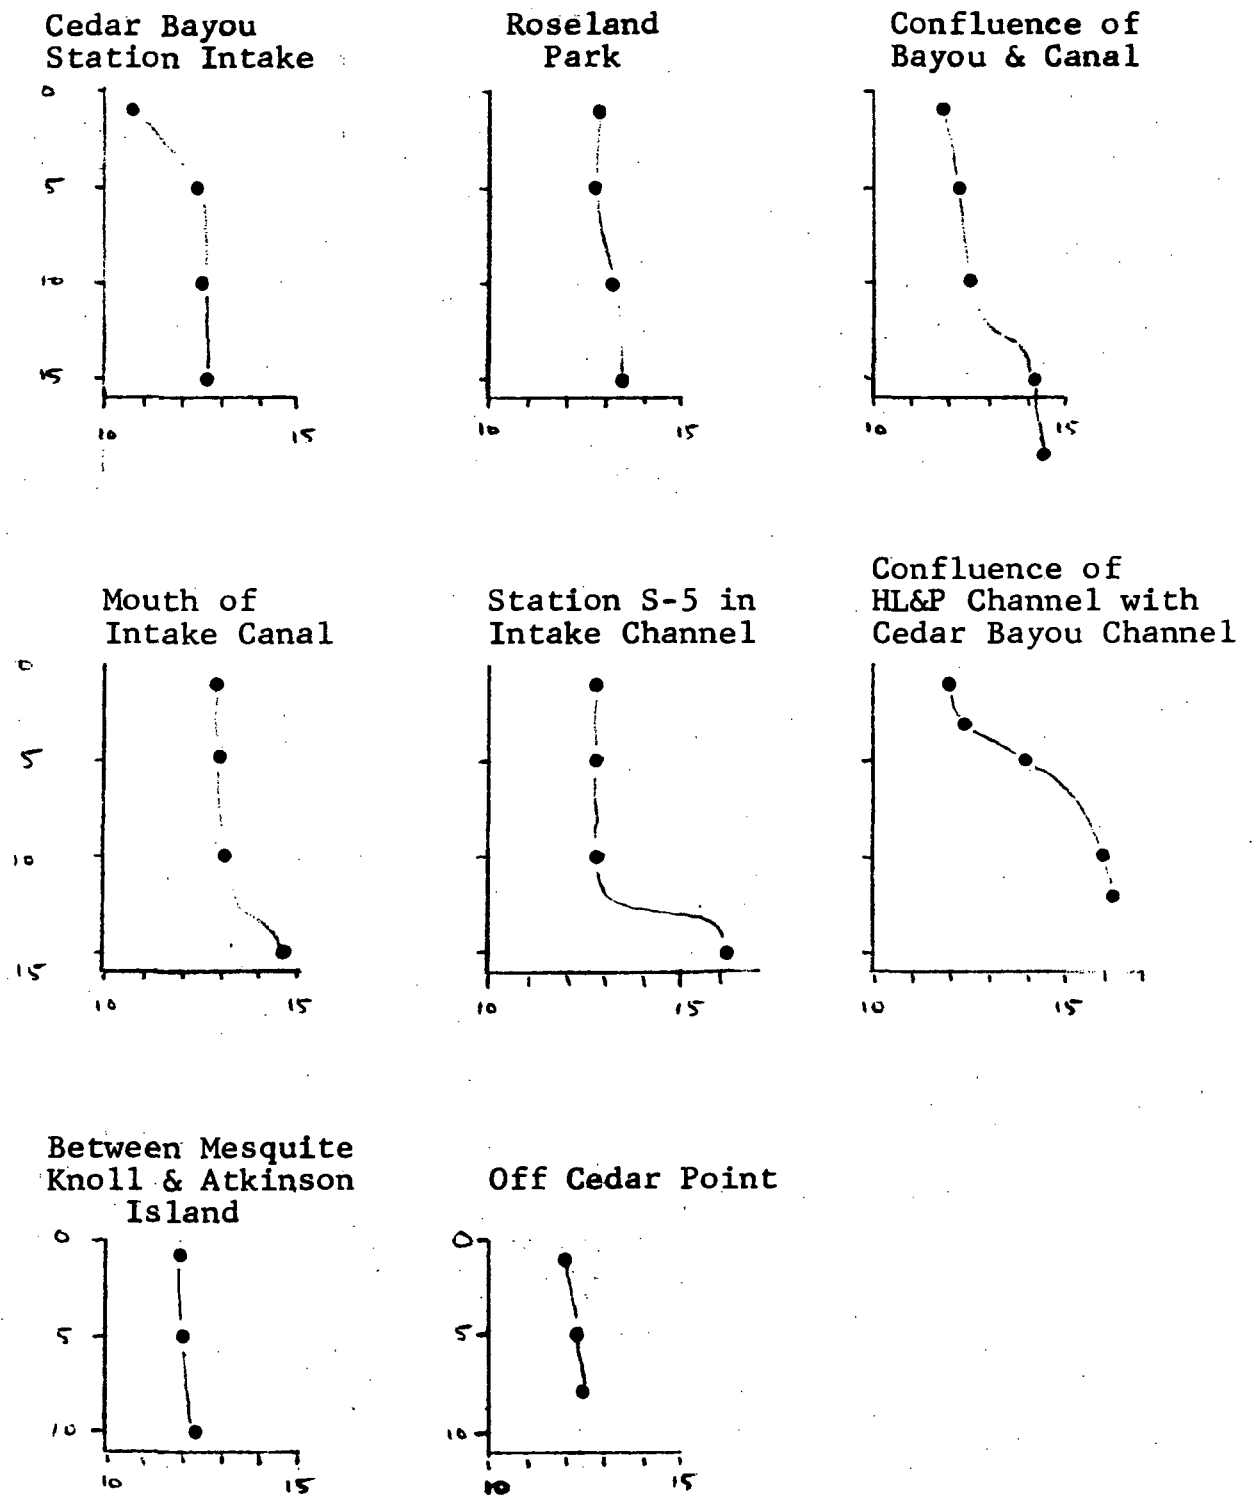 Cedar Bayou
Station Intake
Roseland
Park
Confluence of
Bayou & Canal
0
5
10
15
10 15
10 15
10 15
Mouth of
Intake Canal
Station S-5 in
Intake Channel
Confluence of
HL&P Channel with
Cedar Bayou Channel
0
5
10
15
10 15
10 15
10 15
Between Mesquite
Knoll & Atkinson
Island
Off Cedar Point
0
5
10
10 15
0
5
10
10 15